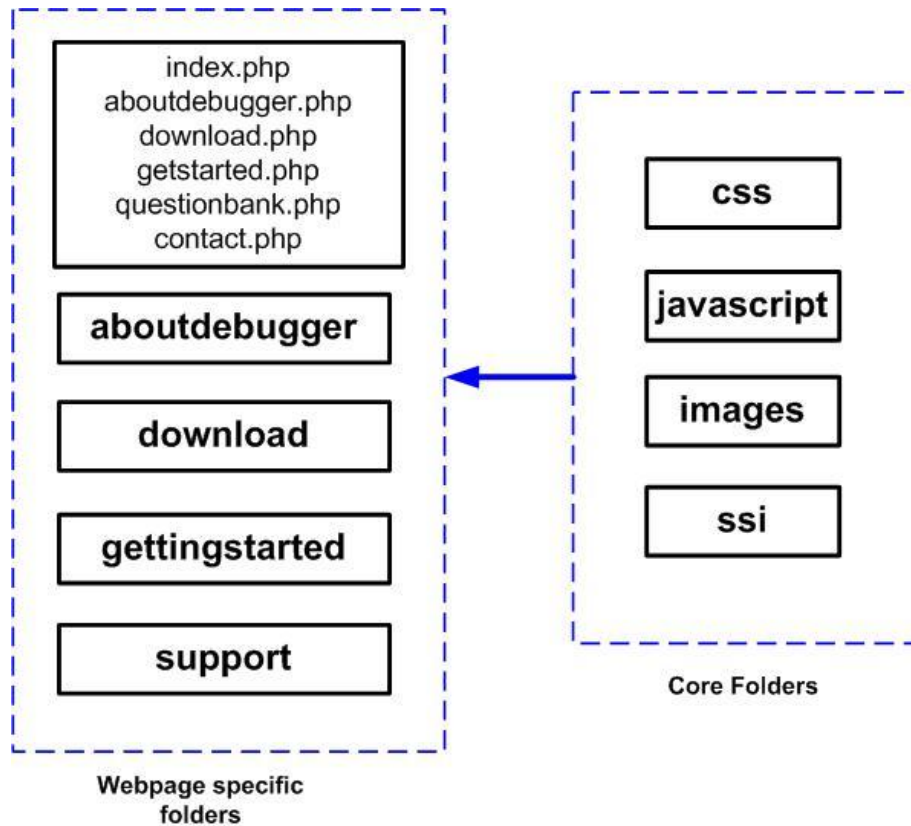 index.php
aboutdebugger.php
download.php
getstarted.php
questionbank.php
contact.php
aboutdebugger
download
gettingstarted
support
Webpage specific
folders
css
javascript
images
ssi
Core Folders